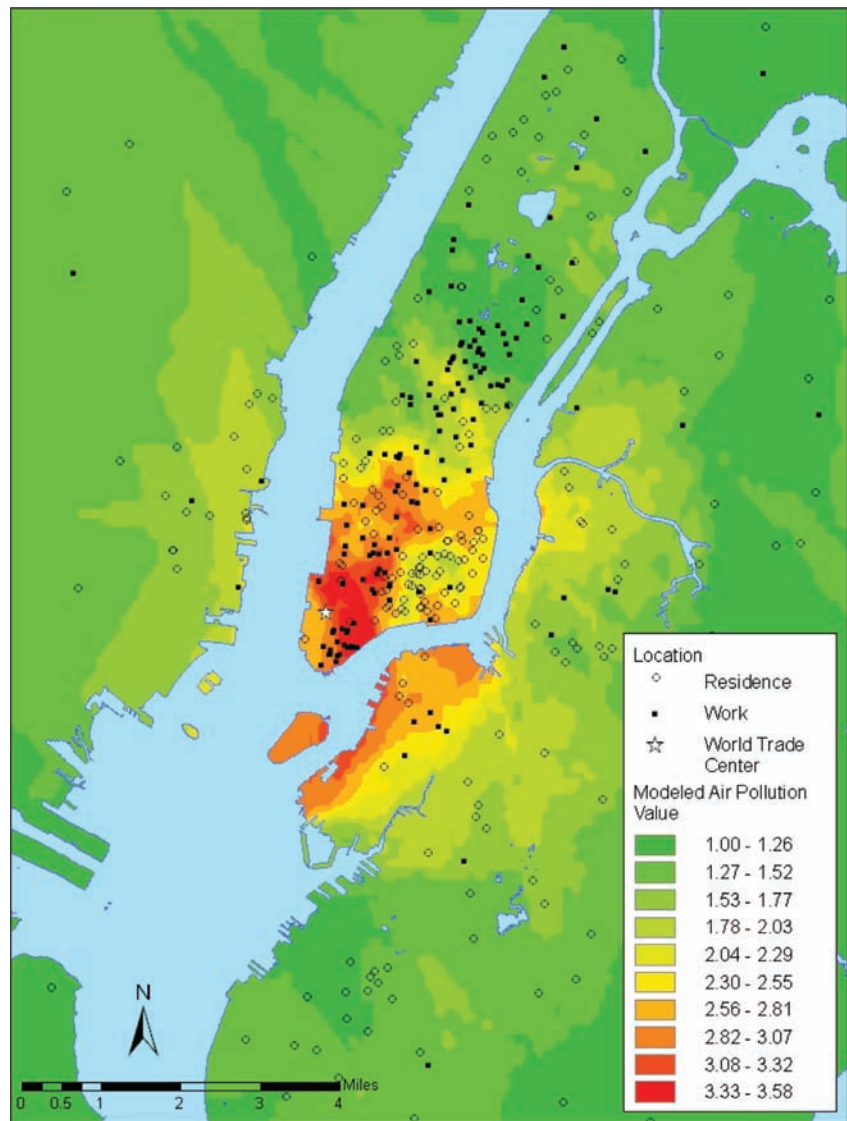 Location
Residence
Work
World Trade
Center
Modeled Air Pollution
Value
1.00 - 1.26
1.27 - 1.52
1.53 - 1.77
1.78 - 2.03
2.04 - 2.29
2.30 - 2.55
2.56 - 2.81
2.82 - 3.07
3.08 - 3.32
3.33 - 3.58
N
Miles
0 0.5 1 2 3 4